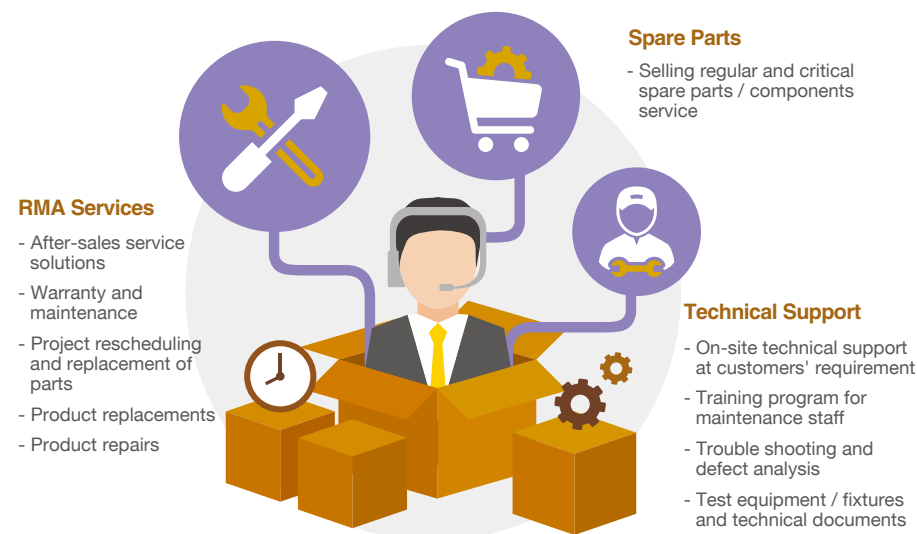 Spare Parts
- Selling regular and critical
spare parts / components
service
RMA Services
- After-sales service
solutions
- Warranty and
maintenance
- Project rescheduling
and replacement of
parts
- Product replacements
- Product repairs
Technical Support
- On-site technical support
at customers' requirement
- Training program for
maintenance staff
- Trouble shooting and
defect analysis
- Test equipment / fixtures
and technical documents